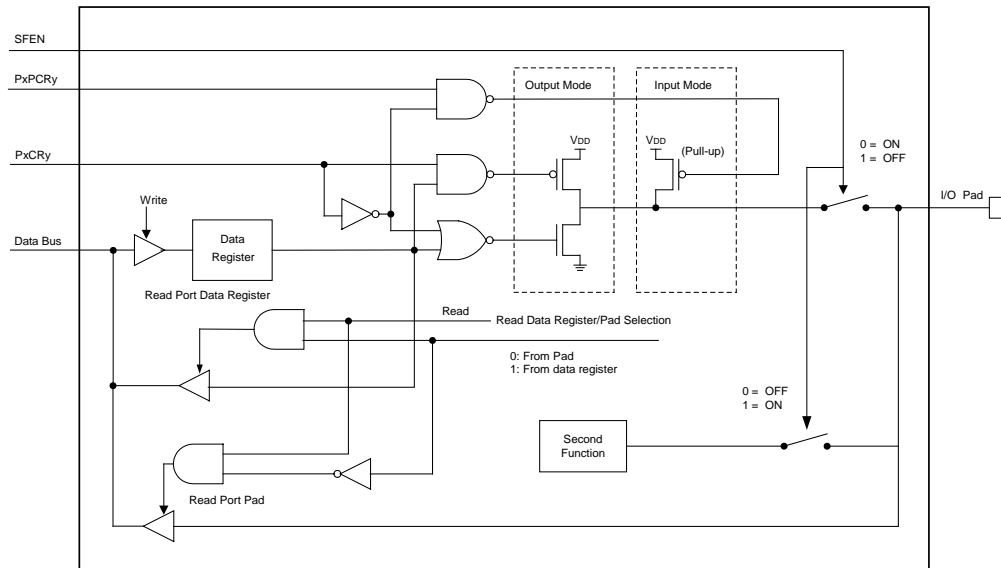 SFEN
PxPCRy
Output Mode
Input Mode
VDD
VDD
(Pull-up)
0 = ON
1 = OFF
PxCRy
I/O Pad
Write
Data Bus
Data
Register
Read Port Data Register
Read
Read Data Register/Pad Selection
0: From Pad
1: From data register
0 = OFF
1 = ON
Second
Function
Read Port Pad